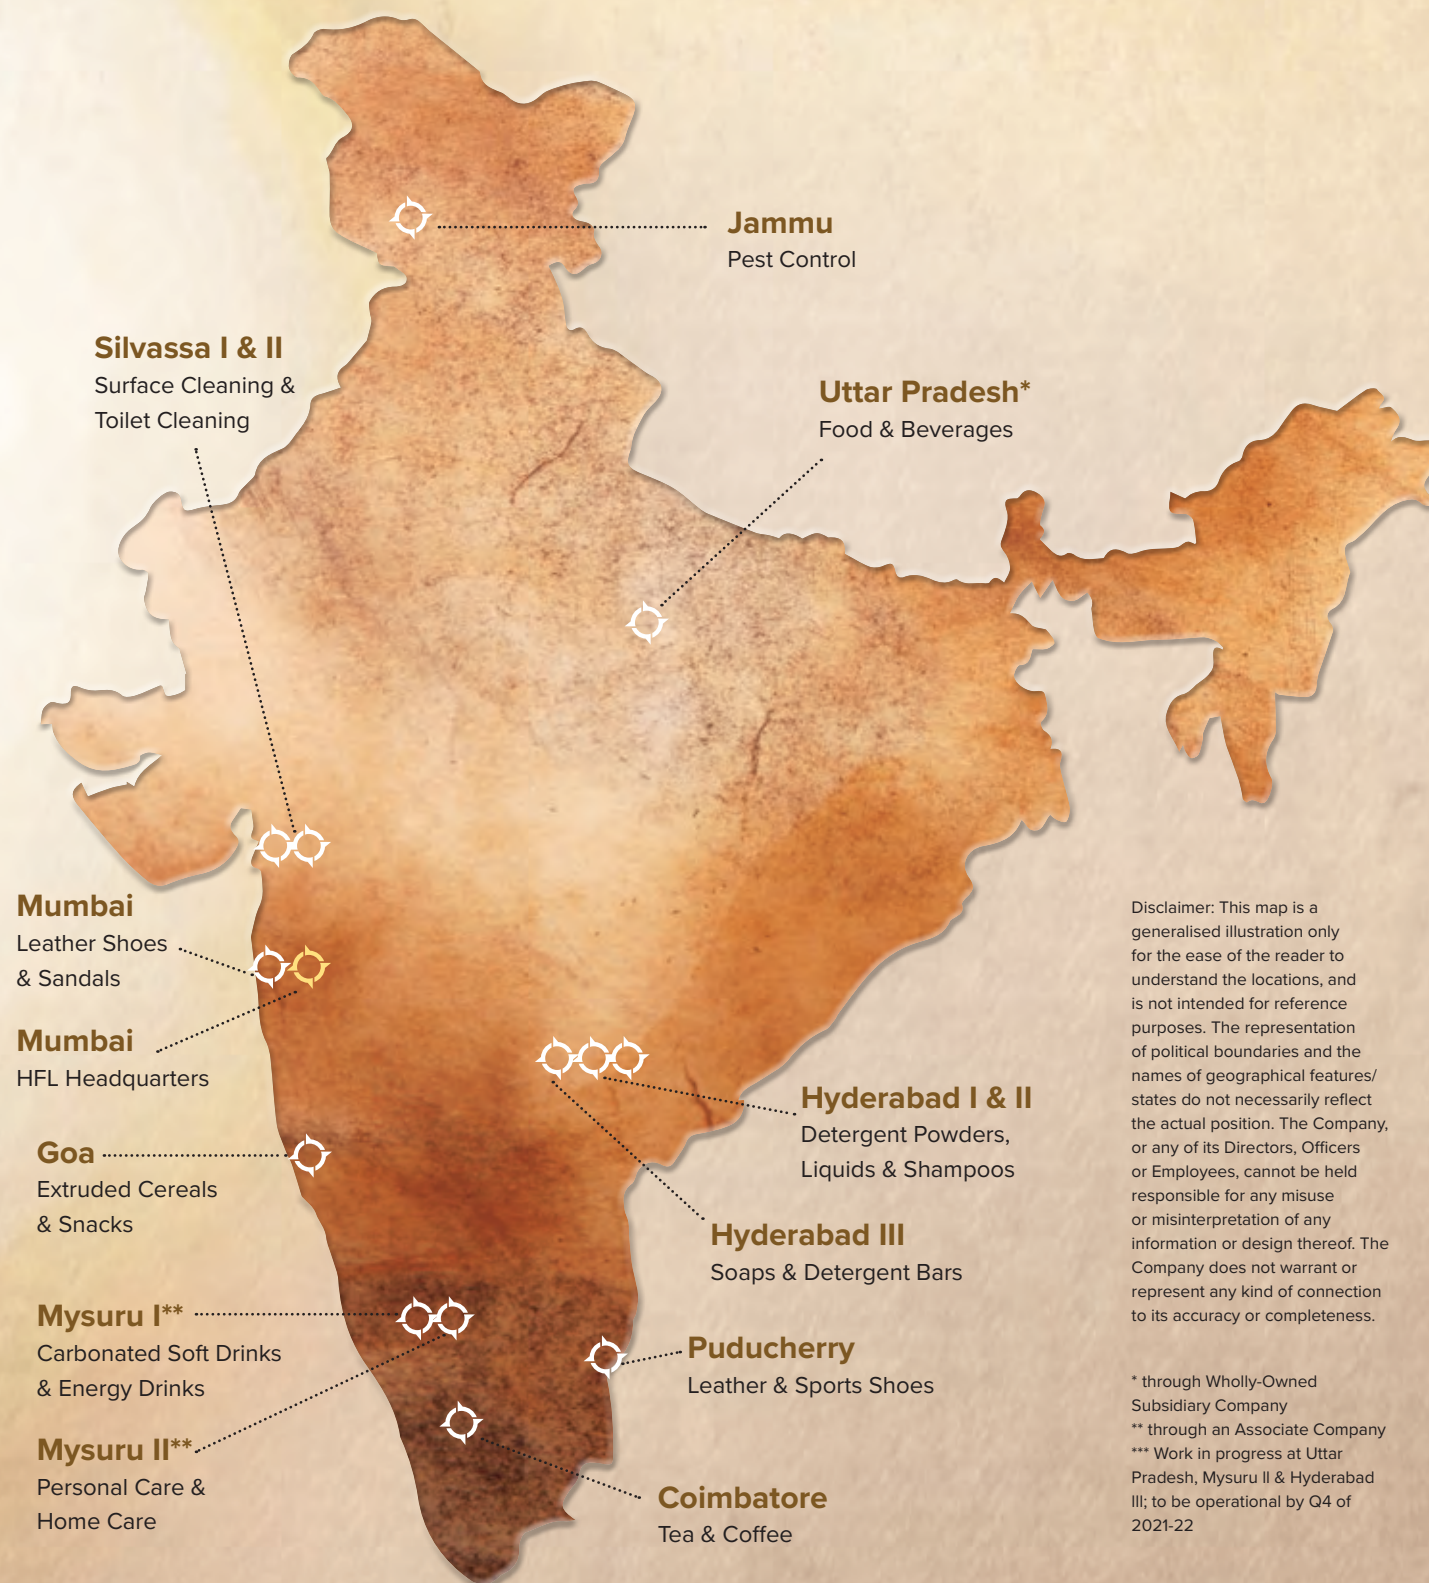 Jammu
Pest Control
Silvassa I & II
Surface Cleaning &
Toilet Cleaning
Uttar Pradesh*
Food & Beverages
Mumbai
Leather Shoes
& Sandals
Mumbai
HFL Headquarters
Goa
Extruded Cereals
& Snacks
Mysuru I**
Carbonated Soft Drinks
& Energy Drinks
Mysuru II**
Personal Care &
Home Care
Hyderabad I & II
Detergent Powders,
Liquids & Shampoos
Hyderabad III
Soaps & Detergent Bars
Puducherry
Leather & Sports Shoes
Coimbatore
Tea & Coffee
Disclaimer: This map is a
generalised illustration only
for the ease of the reader to
understand the locations, and
is not intended for reference
purposes. The representation
of political boundaries and the
names of geographical features/
states do not necessarily reflect
the actual position. The Company,
or any of its Directors, Officers
or Employees, cannot be held
responsible for any misuse
or misinterpretation of any
information or design thereof. The
Company does not warrant or
represent any kind of connection
to its accuracy or completeness.
* through Wholly-Owned
Subsidiary Company
** through an Associate Company
*** Work in progress at Uttar
Pradesh, Mysuru II & Hyderabad
III; to be operational by Q4 of
2021-22